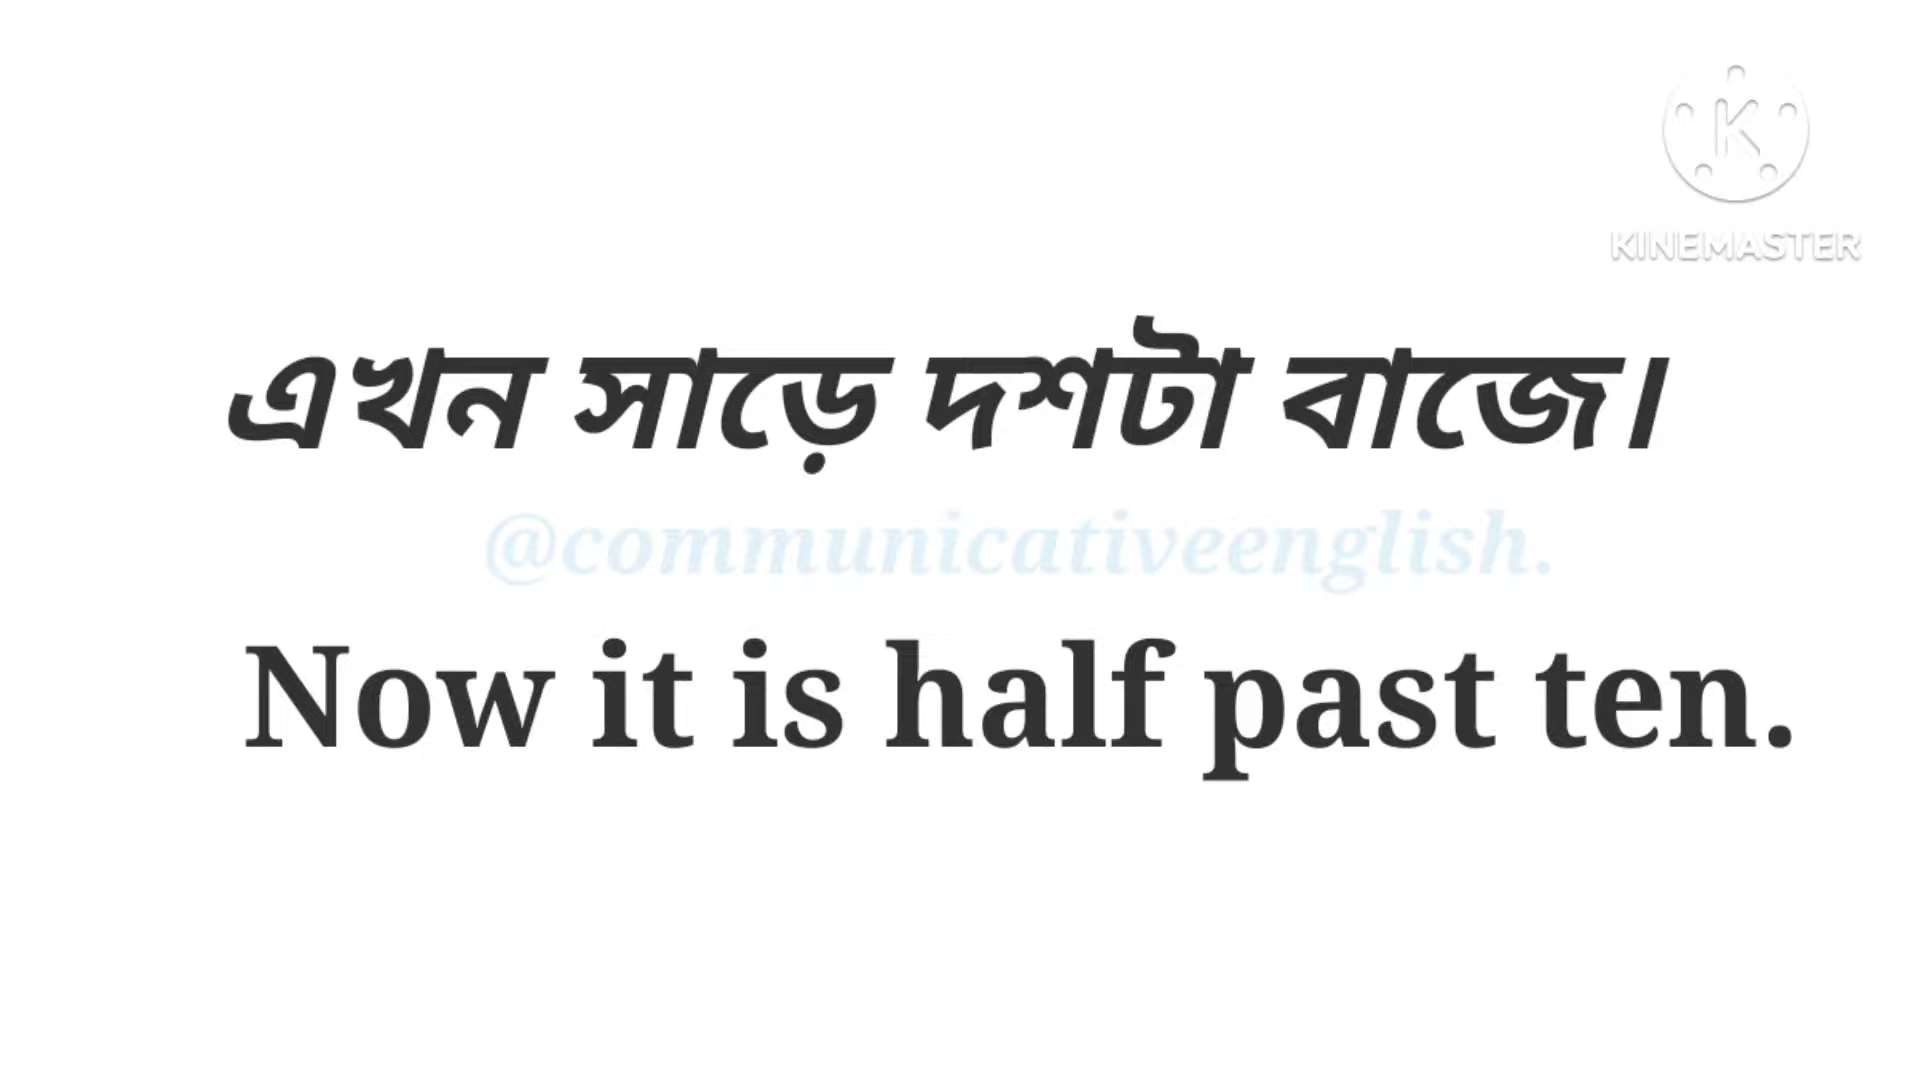 KINEMASTER
এখন সাড়ে দশটা বাজে।
@communicativeenglish.
Now it is half past ten.